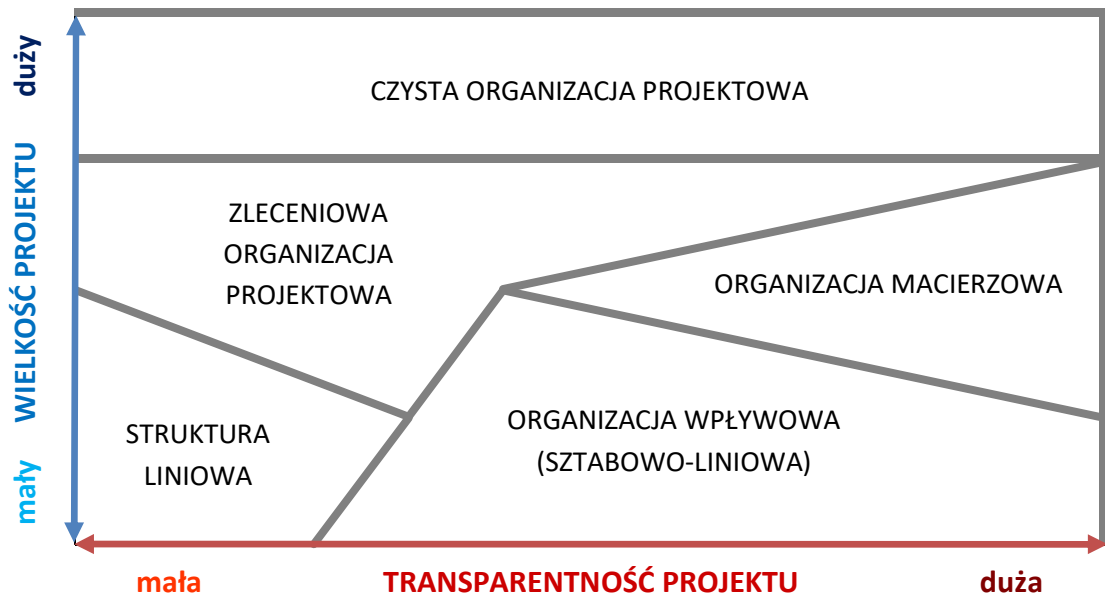 duży
WIELKOŚĆ PROJEKTU
mały
CZYSTA ORGANIZACJA PROJEKTOWA
ZLECENIOWA
ORGANIZACJA
PROJEKTOWA
ORGANIZACJA MACIERZOWA
STRUKTURA
LINIOWA
ORGANIZACJA WPŁYWOWA
(SZTABOWO-LINIOWA)
mała
TRANSPARENTNOŚĆ PROJEKTU
duża